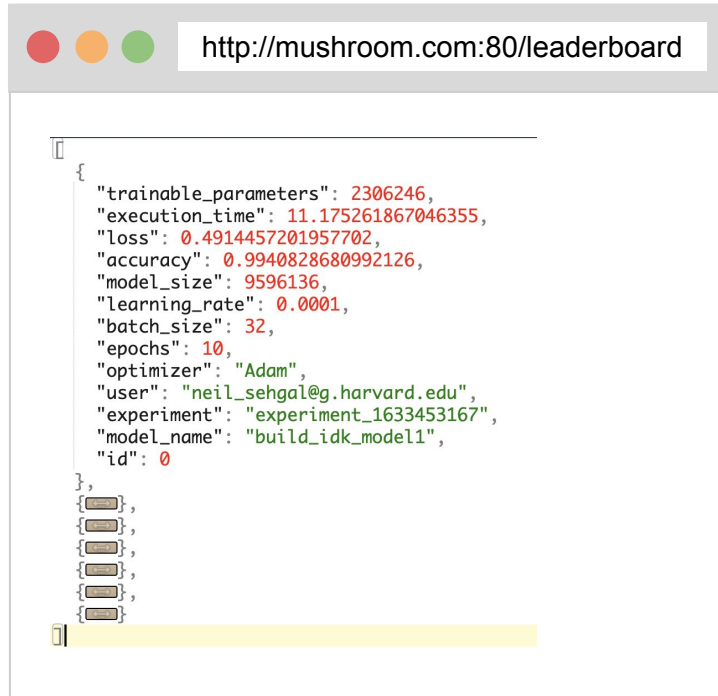 http://mushroom.com:80/leaderboard
[
{
"trainable_parameters": 2306246,
"execution_time": 11.175261867046355,
"loss": 0.4914457201957702,
"accuracy": 0.9940828680992126,
"model_size": 9596136,
"learning_rate": 0.0001,
"batch_size": 32,
"epochs": 10,
"optimizer": "Adam",
"user": "neil_sehgal@g.harvard.edu",
"experiment": "experiment_1633453167",
"model_name": "build_idk_model1",
"id": 0
},
{},
{},
{},
{},
{},
{}
]